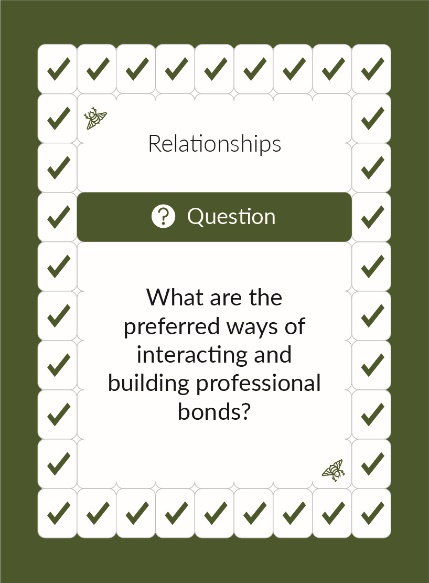 Relationships
? Question
What are the
preferred ways of
interacting and
building professional
bonds?